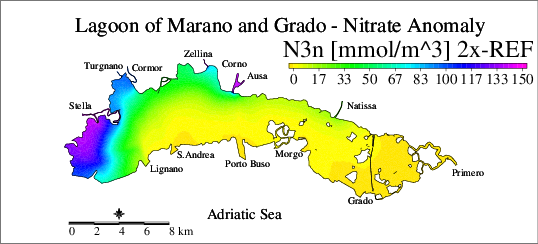 Lagoon of Marano and Grado - Nitrate Anomaly
N3n [mmol/m^3] 2x-REF
0 17 33 50 67 83 100 116 133 150
Zellina
Turgnano Cormor Corno
Ausa
Stella
Natissa
S.Andrea
Lignano Porto Buso Morgo
Primero
Grado
Adriatic Sea
0 2 4 6 8 km